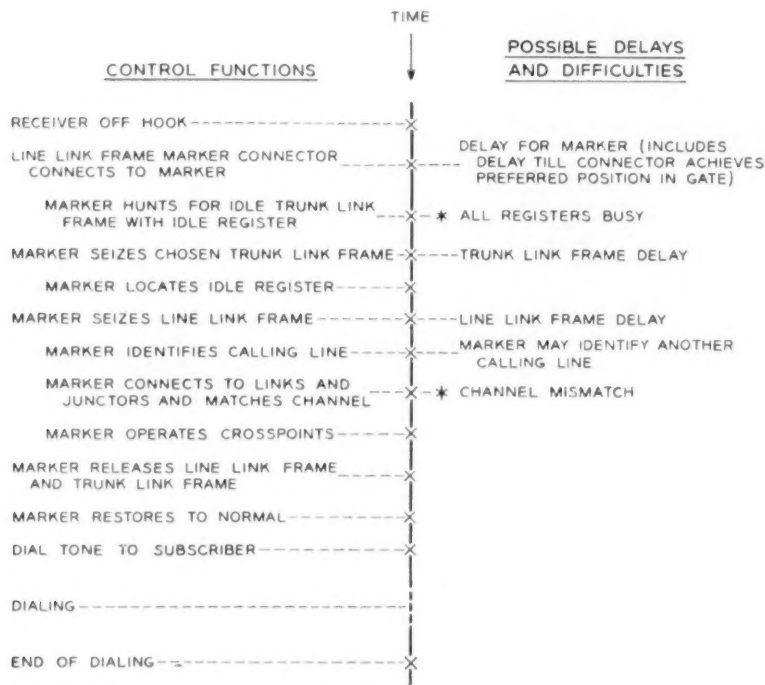 TIME
CONTROL FUNCTIONS
POSSIBLE DELAYS
AND DIFFICULTIES
RECEIVER OFF HOOK
LINE LINK FRAME MARKER CONNECTOR
CONNECTS TO MARKER
DELAY FOR MARKER (INCLUDES
DELAY TILL CONNECTOR ACHIEVES
PREFERRED POSITION IN GATE)
MARKER HUNTS FOR IDLE TRUNK LINK
FRAME WITH IDLE REGISTER
* ALL REGISTERS BUSY
MARKER SEIZES CHOSEN TRUNK LINK FRAME
TRUNK LINK FRAME DELAY
MARKER LOCATES IDLE REGISTER
MARKER SEIZES LINE LINK FRAME
LINE LINK FRAME DELAY
MARKER IDENTIFIES CALLING LINE
MARKER MAY IDENTIFY ANOTHER
CALLING LINE
MARKER CONNECTS TO LINKS AND
JUNCTORS AND MATCHES CHANNEL
* CHANNEL MISMATCH
MARKER OPERATES CROSSPOINTS
MARKER RELEASES LINE LINK FRAME
AND TRUNK LINK FRAME
MARKER RESTORES TO NORMAL
DIAL TONE TO SUBSCRIBER
DIALING
END OF DIALING